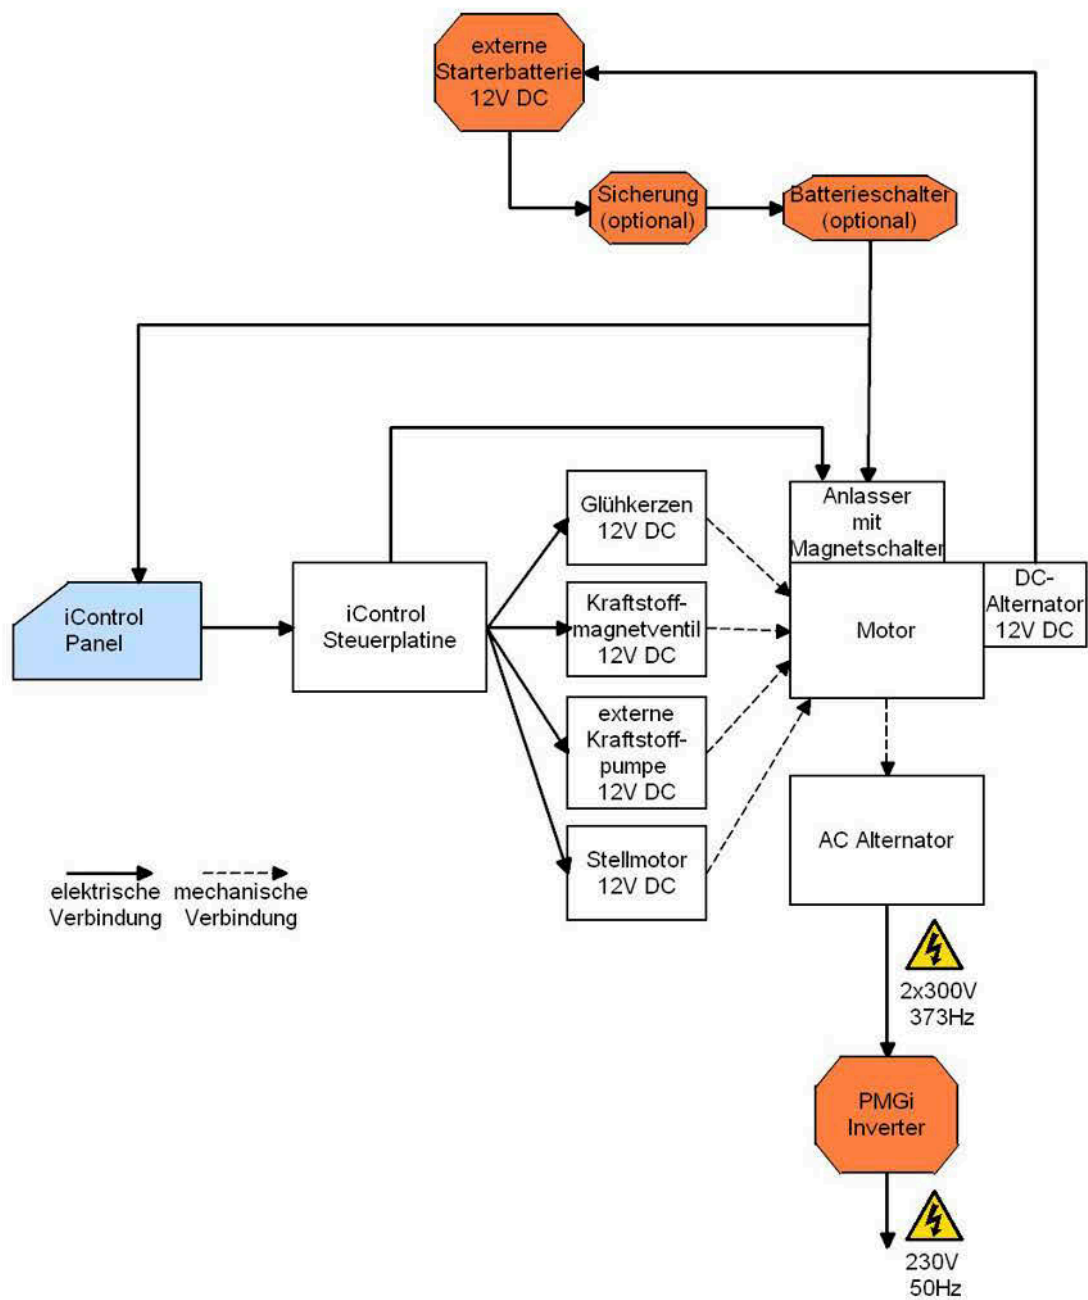 externe
Starterbatterie
12V DC
Sicherung
(optional)
Batterieschalter
(optional)
Anlasser
mit
Magnetschalter
Glühkerzen
12V DC
iControl
Panel
iControl
Steuerplatine
Kraftstoff-
magnetventil
12V DC
Motor
DC-
Alternator
12V DC
externe
Kraftstoff-
pumpe
12V DC
Stellmotor
12V DC
AC Alternator
elektrische
Verbindung
mechanische
Verbindung
2x300V
373Hz
PMGi
Inverter
230V
50Hz